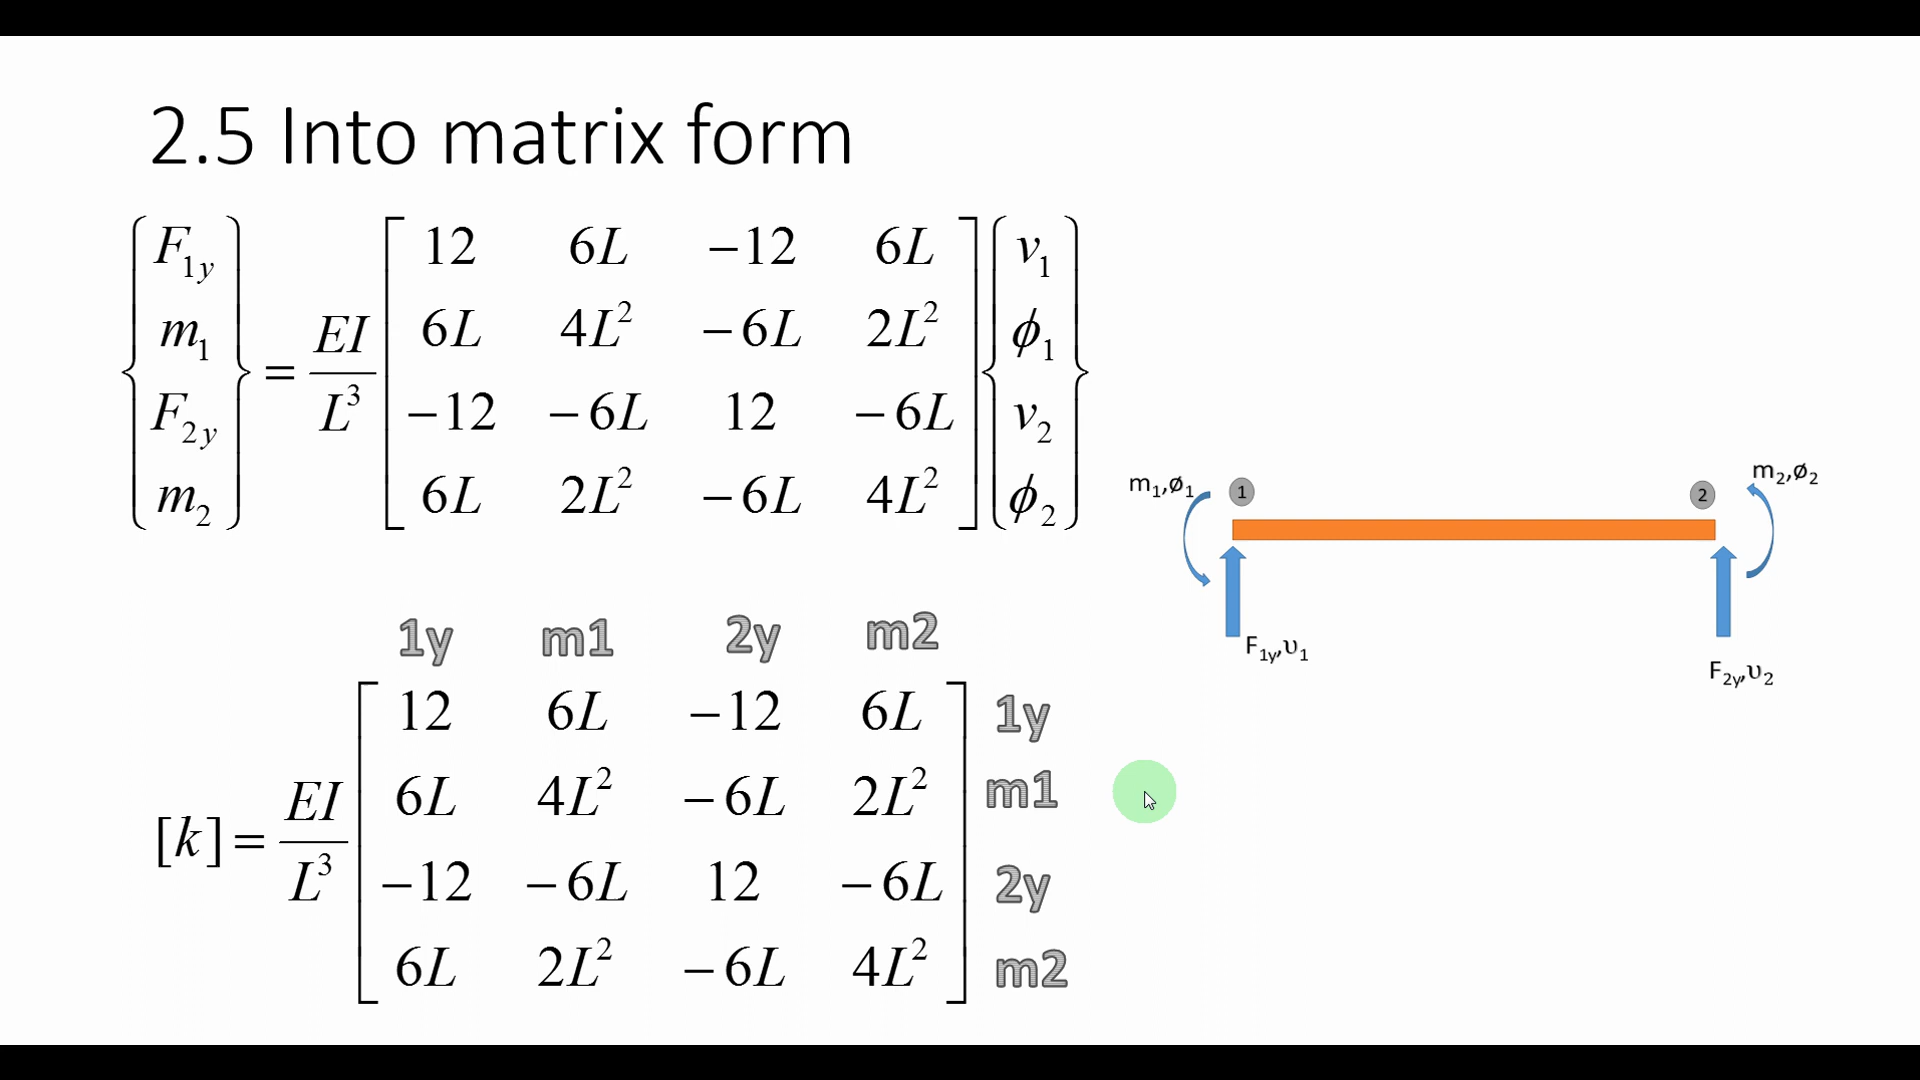 2.5 Into matrix form
{F₁y m₁ F₂y m₂} = EI/L³ [12 6L −12 6L; 6L 4L² −6L 2L²; −12 −6L 12 −6L; 6L 2L² −6L 4L²] {v₁ ϕ₁ v₂ ϕ₂}
m₁,ø₁
1
2
m₂,ø₂
F₁y,υ₁
F₂y,υ₂
1y m1 2y m2
[k] = EI/L³ [12 6L −12 6L; 6L 4L² −6L 2L²; −12 −6L 12 −6L; 6L 2L² −6L 4L²]
1y
m1
2y
m2